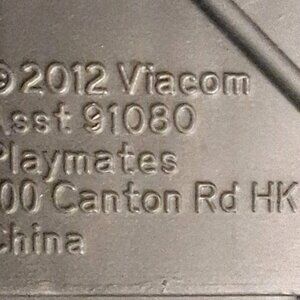 © 2012 Viacom
Asst 91080
Playmates
00 Canton Rd HK
China